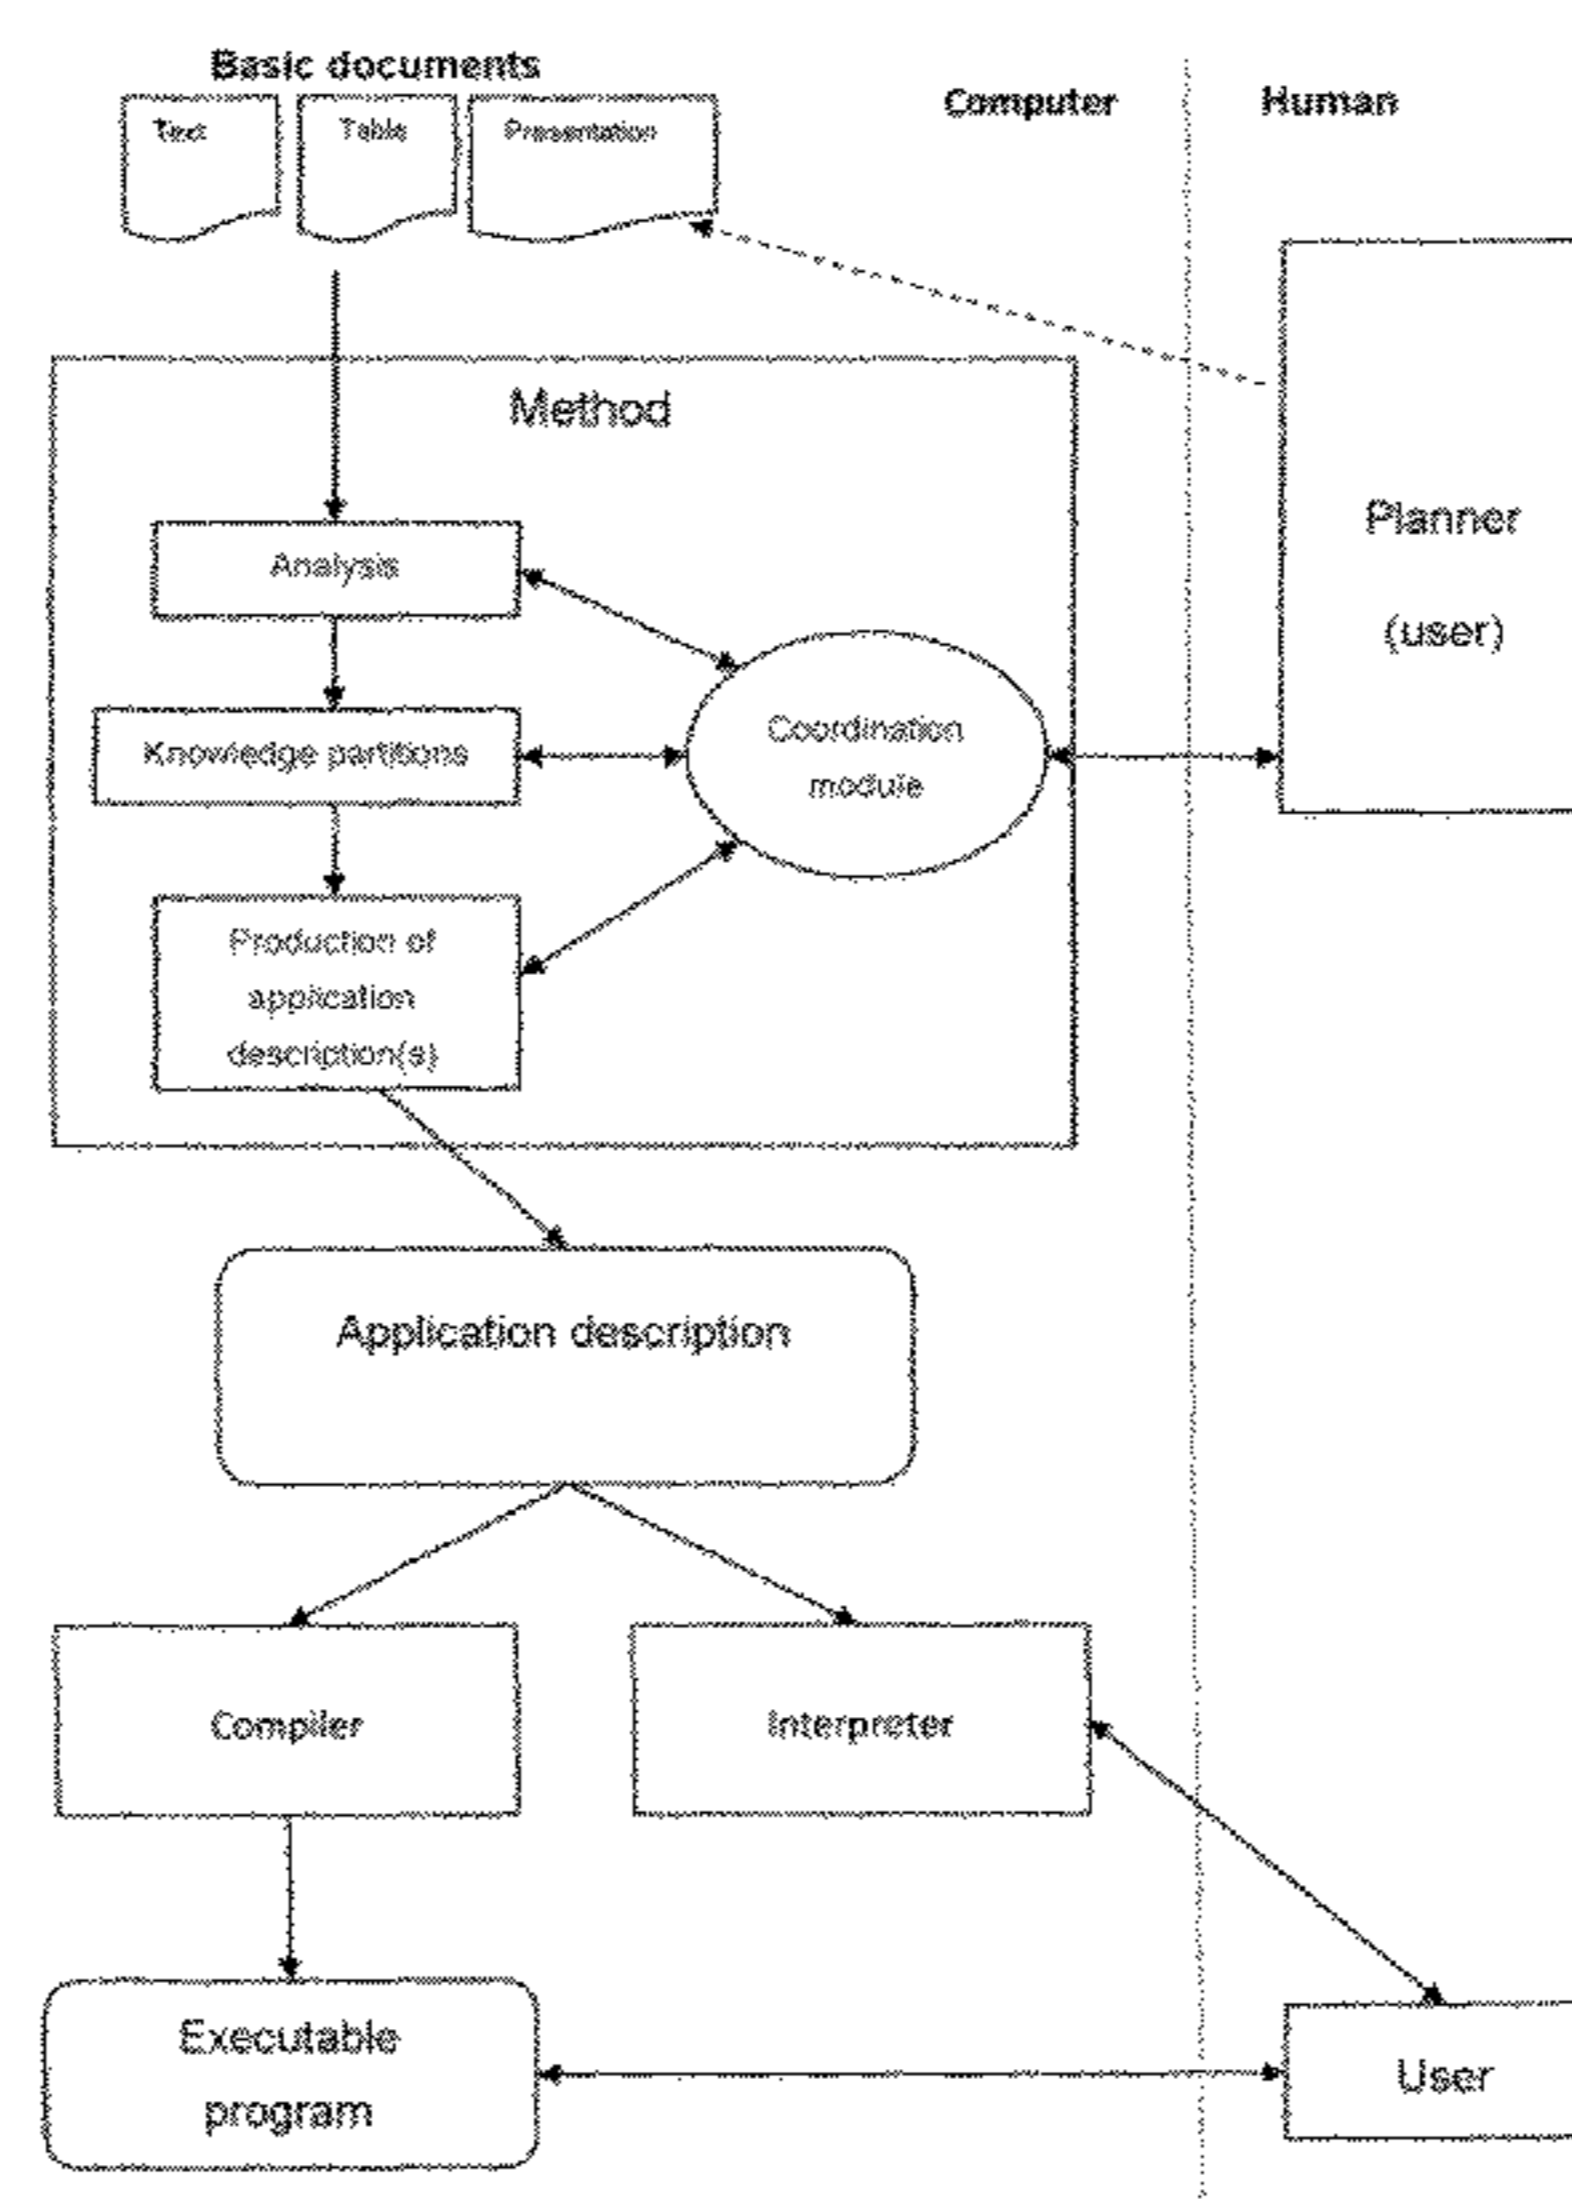 Basic documents
Computer
Human
Text
Table
Presentation
Method
Planner
(user)
Analysis
Knowledge partitions
Coordination
module
Production of
application
description(s)
Application description
Compiler
Interpreter
Executable
program
User